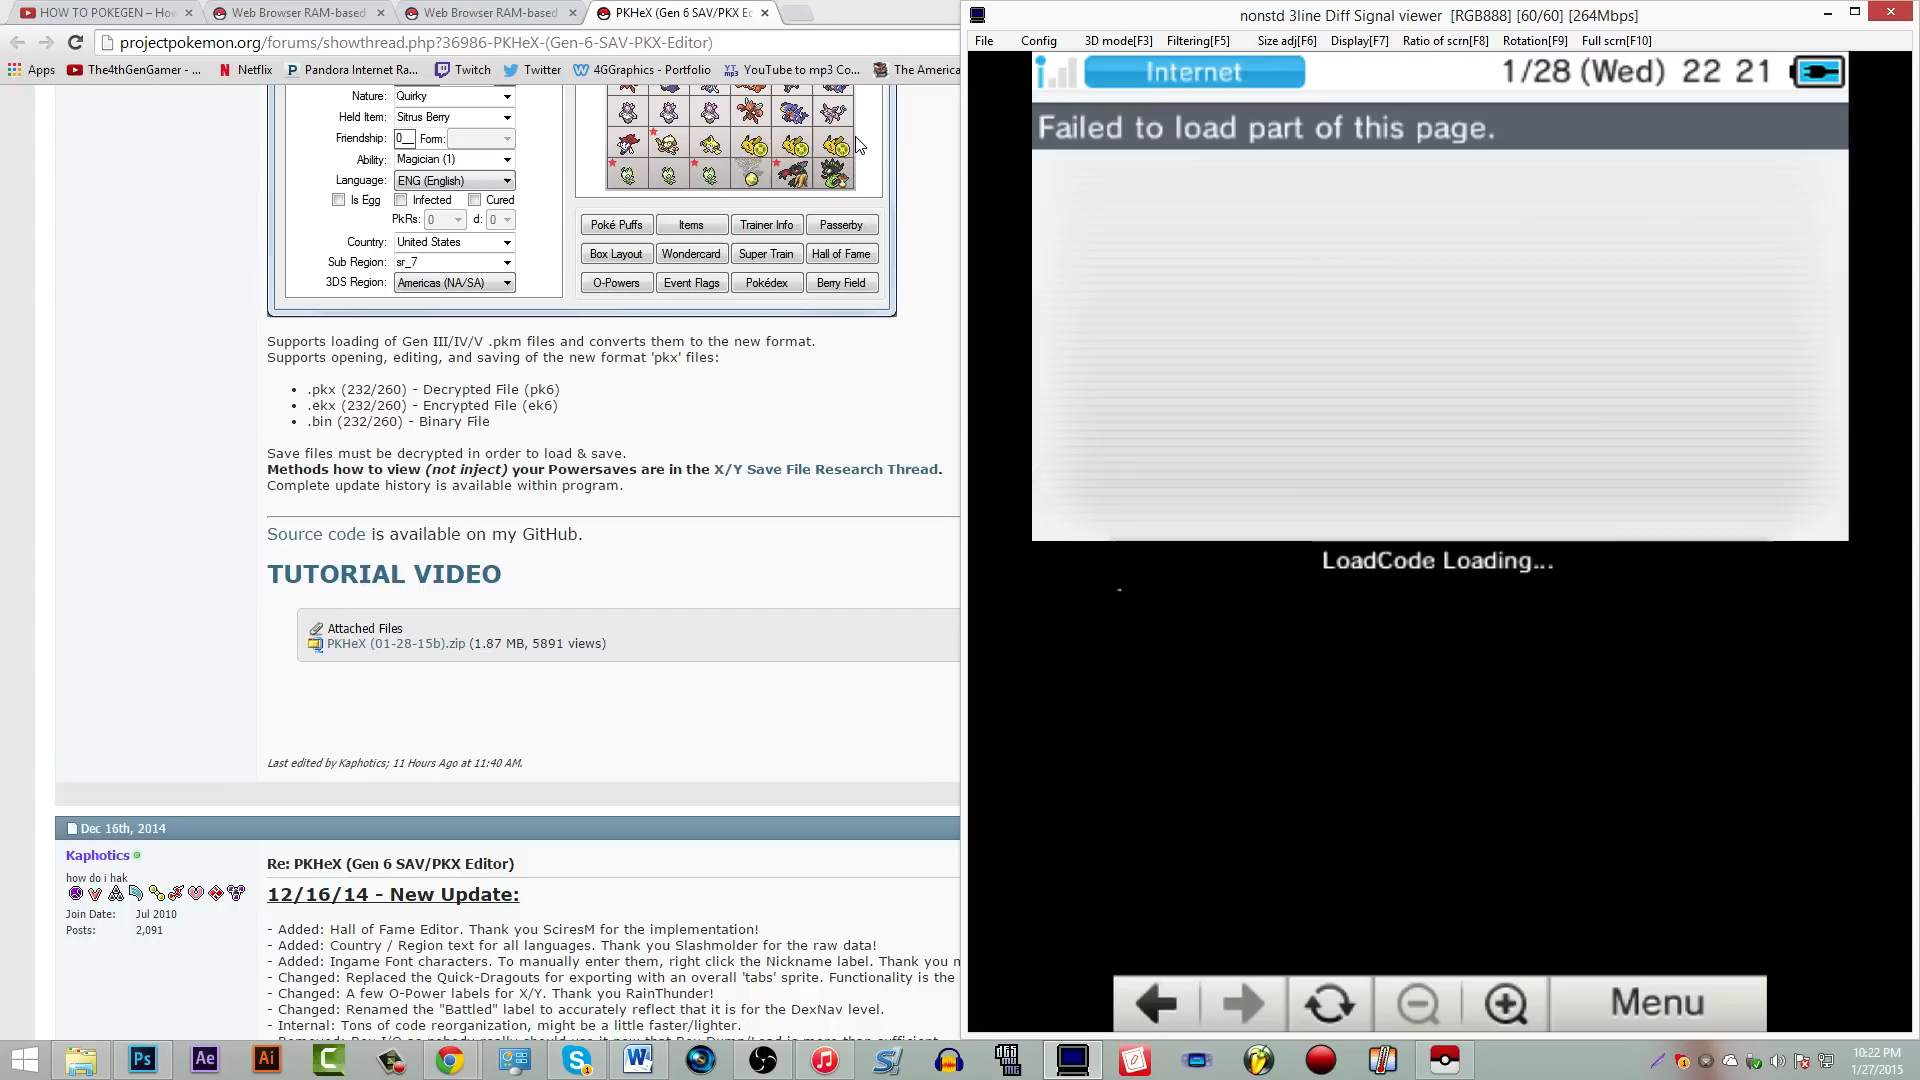 HOW TO POKEGEN – How
Web Browser RAM-based
Web Browser RAM-based
PKHeX (Gen 6 SAV/PKX Ec
projectpokemon.org/forums/showthread.php?36986-PKHeX-(Gen-6-SAV-PKX-Editor)
Apps
The4thGenGamer - ...
Netflix
Pandora Internet Ra...
Twitch
Twitter
4GGraphics - Portfolio
YouTube to mp3 Co...
The America
Nature: Quirky
Held Item: Sitrus Berry
Friendship: 0__ Form:
Ability: Magician (1)
Language: ENG (English)
Is Egg Infected Cured
PkRs: 0 d: 0
Country: United States
Sub Region: sr_7
3DS Region: Americas (NA/SA)
Poké Puffs Items Trainer Info Passerby
Box Layout Wondercard Super Train Hall of Fame
O-Powers Event Flags Pokédex Berry Field
Supports loading of Gen III/IV/V .pkm files and converts them to the new format.
Supports opening, editing, and saving of the new format 'pkx' files:
• .pkx (232/260) - Decrypted File (pk6)
• .ekx (232/260) - Encrypted File (ek6)
• .bin (232/260) - Binary File
Save files must be decrypted in order to load & save.
Methods how to view (not inject) your Powersaves are in the X/Y Save File Research Thread.
Complete update history is available within program.
Source code is available on my GitHub.
TUTORIAL VIDEO
Attached Files
PKHeX (01-28-15b).zip (1.87 MB, 5891 views)
Last edited by Kaphotics; 11 Hours Ago at 11:40 AM.
Dec 16th, 2014
Kaphotics
how do i hak
Join Date: Jul 2010
Posts: 2,091
Re: PKHeX (Gen 6 SAV/PKX Editor)
12/16/14 - New Update:
- Added: Hall of Fame Editor. Thank you SciresM for the implementation!
- Added: Country / Region text for all languages. Thank you Slashmolder for the raw data!
- Added: Ingame Font characters. To manually enter them, right click the Nickname label. Thank you
- Changed: Replaced the Quick-Dragouts for exporting with an overall 'tabs' sprite. Functionality is the
- Changed: A few O-Power labels for X/Y. Thank you RainThunder!
- Changed: Renamed the "Battled" label to accurately reflect that it is for the DexNav level.
- Internal: Tons of code reorganization, might be a little faster/lighter.
nonstd 3line Diff Signal viewer [RGB888] [60/60] [264Mbps]
File Config 3D mode[F3] Filtering[F5] Size adj[F6] Display[F7] Ratio of scrn[F8] Rotation[F9] Full scrn[F10]
Internet 1/28 (Wed) 22 21
Failed to load part of this page.
LoadCode Loading...
Menu
10:22 PM
1/27/2015